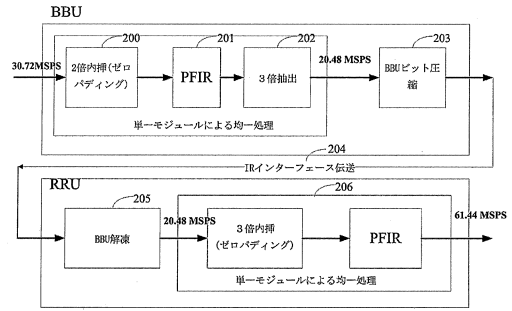 BBU
200
201
202
203
30.72MSPS
2倍内挿(ゼロ
パディング)
PFIR
3倍抽出
20.48 MSPS
BBUビット圧
縮
単一モジュールによる均一処理
204
IRインターフェース伝送
RRU
205
206
BBU解凍
20.48 MSPS
3倍内挿
(ゼロパディング)
PFIR
61.44 MSPS
単一モジュールによる均一処理